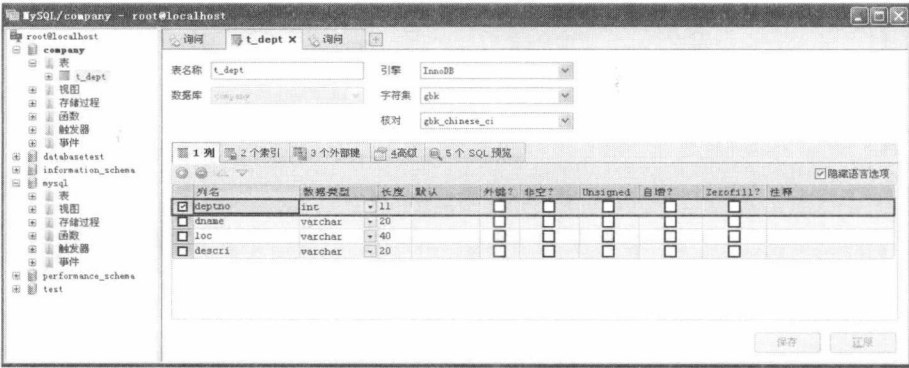 MySQL/company - root@localhost
root@localhost
company
表
t_dept
视图
存储过程
函数
触发器
事件
databasetest
information_schema
mysql
表
视图
存储过程
函数
触发器
事件
performance_schema
test
询问 t_dept × 询问
表名称 t_dept 引擎 InnoDB
数据库 company 字符集 gbk
核对 gbk_chinese_ci
1 列 2 个索引 3 个外部键 4高级 5 个 SQL 预览
隐藏语言选项
列名 数据类型 长度 默认 外键? 非空? Unsigned 自增? Zerofill? 注释
deptno int 11
dname varchar 20
loc varchar 40
descri varchar 20
保存 还原